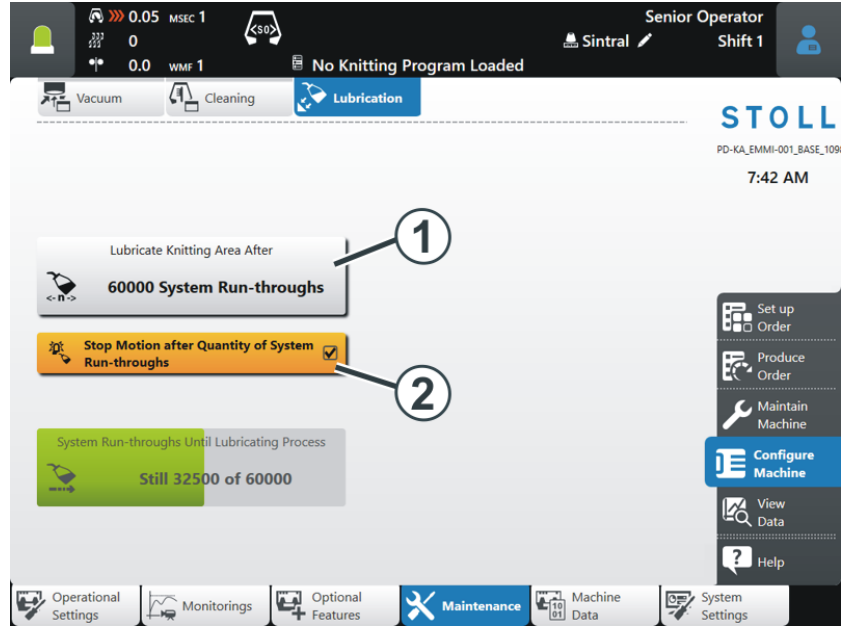 0.05 MSEC 1
<S0>
Senior Operator
0
Sintral
Shift 1
0.0 WMF 1
No Knitting Program Loaded
Vacuum
Cleaning
Lubrication
STOLL
PD-KA_EMMI-001_BASE_109
7:42 AM
1
Lubricate Knitting Area After
<-n->
60000 System Run-throughs
Stop Motion after Quantity of System
Run-throughs
2
System Run-throughs Until Lubricating Process
Still 32500 of 60000
Set up
Order
Produce
Order
Maintain
Machine
Configure
Machine
View
Data
?
Help
Operational
Settings
Monitorings
Optional
Features
Maintenance
10
01
Machine
Data
System
Settings